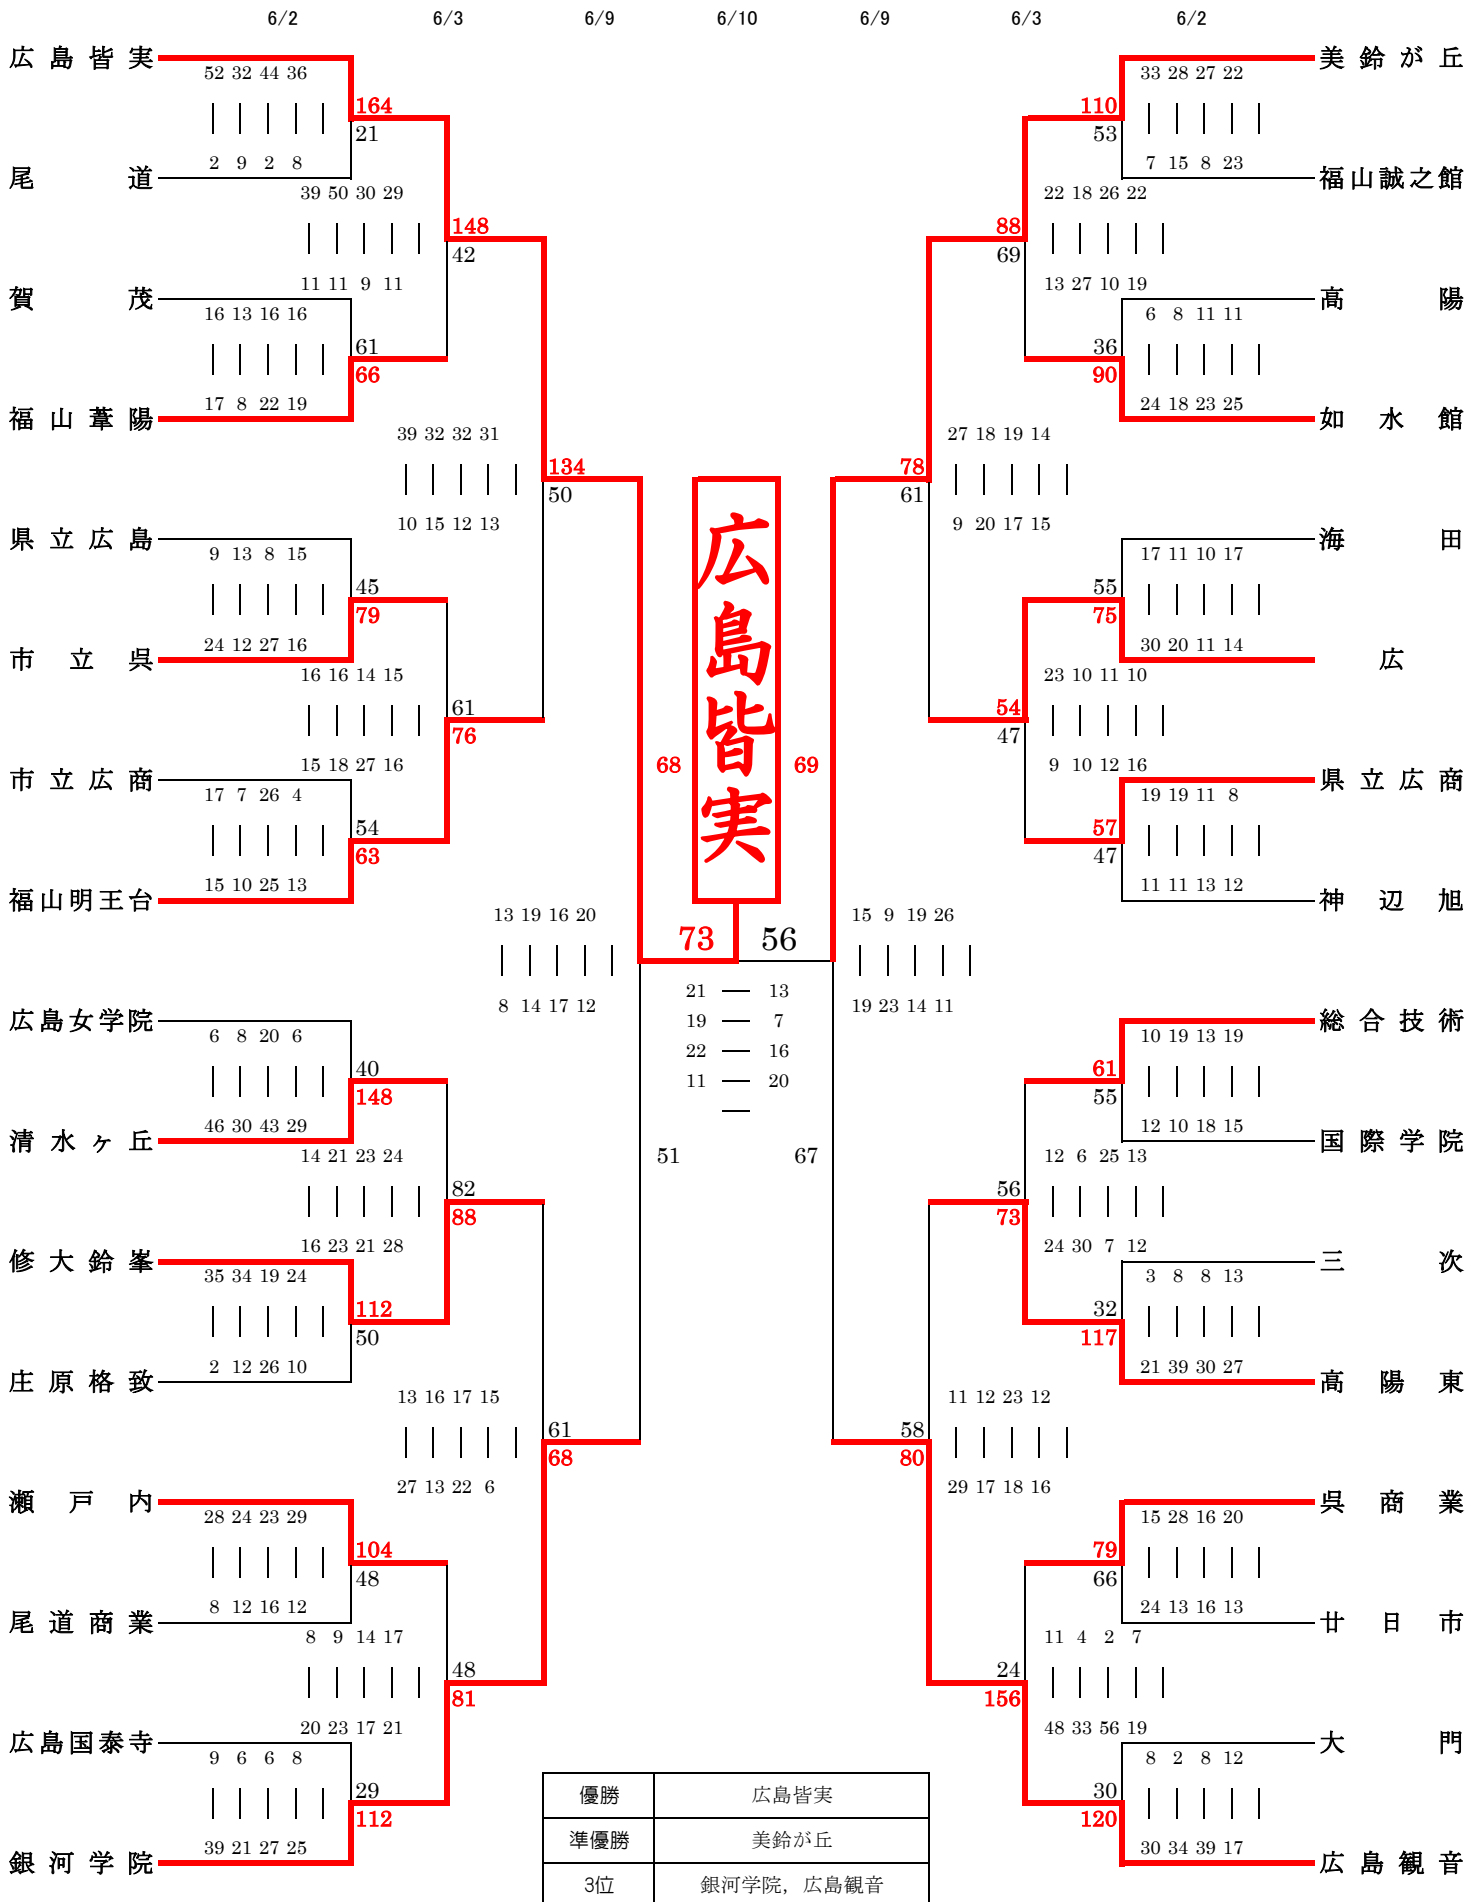 6/2 6/3 6/9 6/10 6/9 6/3 6/2
広島皆実 美鈴が丘
52 32 44 36 33 28 27 22
164 110
21 53
2 9 2 8 7 15 8 23
尾道 福山誠之館
39 50 30 29 22 18 26 22
148 88
42 69
11 11 9 11 13 27 10 19
賀茂 高陽
16 13 16 16 6 8 11 11
61 36
66 90
17 8 22 19 24 18 23 25
福山葦陽 如水館
39 32 32 31 27 18 19 14
134 78
50 61
10 15 12 13 9 20 17 15
県立広島 海田
9 13 8 15 17 11 10 17
45 55
79 75
24 12 27 16 30 20 11 14
市立呉 広
16 16 14 15 23 10 11 10
61 54
76 47
広島皆実
68 69
15 18 27 16 9 10 12 16
市立広商 県立広商
17 7 26 4 19 19 11 8
54 57
63 47
15 10 25 13 11 11 13 12
福山明王台 神辺旭
13 19 16 20 15 9 19 26
73 56
8 14 17 12 19 23 14 11
21 13
19 7
22 16
11 20
広島女学院 総合技術
6 8 20 6 10 19 13 19
40 61
148 55
46 30 43 29 12 10 18 15
清水ヶ丘 国際学院
51 67
14 21 23 24 12 6 25 13
82 56
88 73
16 23 21 28 24 30 7 12
修大鈴峯 三次
35 34 19 24 3 8 8 13
112 32
50 117
2 12 26 10 21 39 30 27
庄原格致 高陽東
13 16 17 15 11 12 23 12
61 58
68 80
27 13 22 6 29 17 18 16
瀬戸内 呉商業
28 24 23 29 15 28 16 20
104 79
48 66
8 12 16 12 24 13 16 13
尾道商業 廿日市
8 9 14 17 11 4 2 7
48 24
81 156
20 23 17 21 48 33 56 19
広島国泰寺 大門
9 6 6 8 8 2 8 12
29 30
112 120
39 21 27 25 30 34 39 17
銀河学院 広島観音
優勝 広島皆実
準優勝 美鈴が丘
3位 銀河学院，広島観音